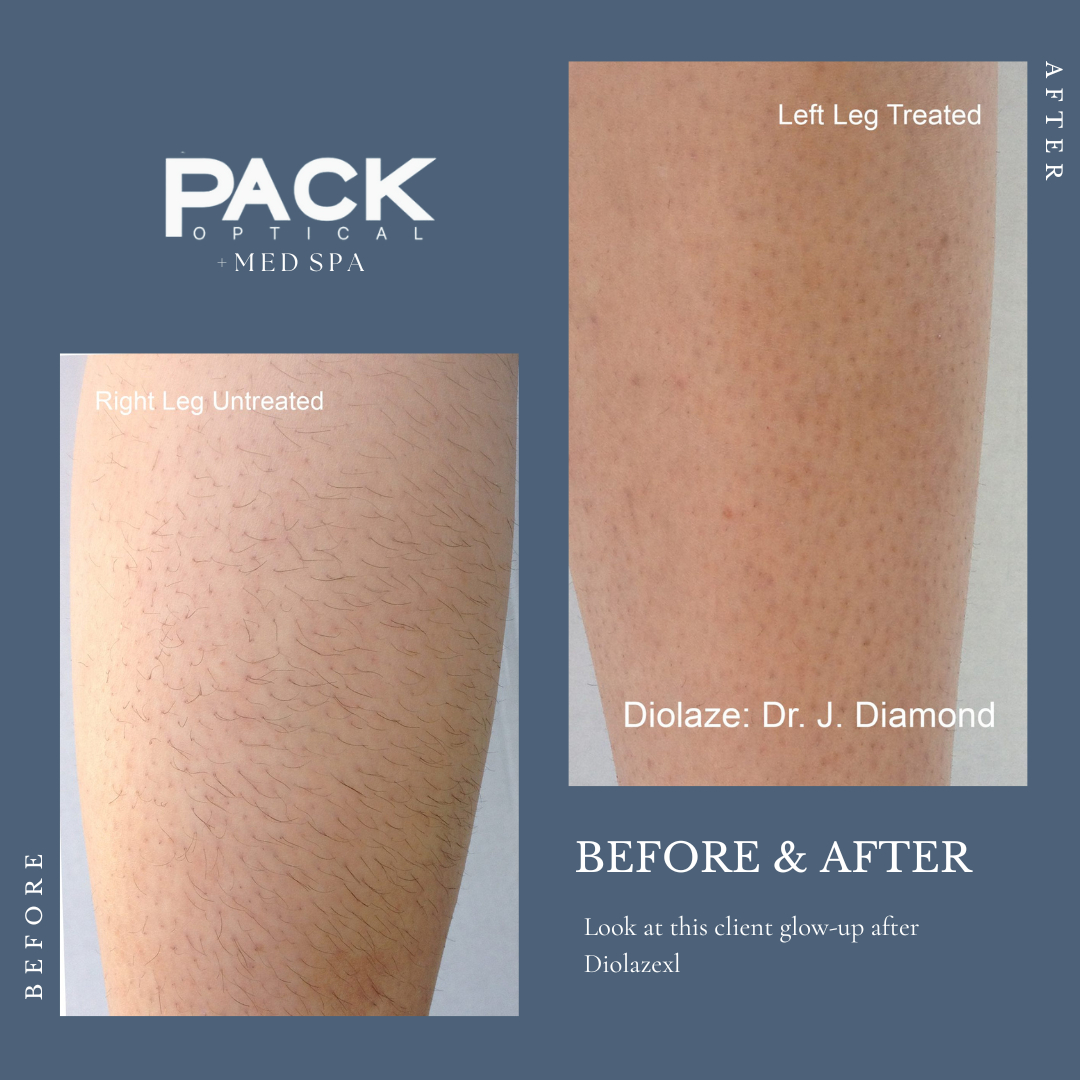 PACK
OPTICAL
+ MED SPA
Right Leg Untreated
BEFORE
Left Leg Treated
AFTER
Diolaze: Dr. J. Diamond
BEFORE & AFTER
Look at this client glow-up after
Diolazexl